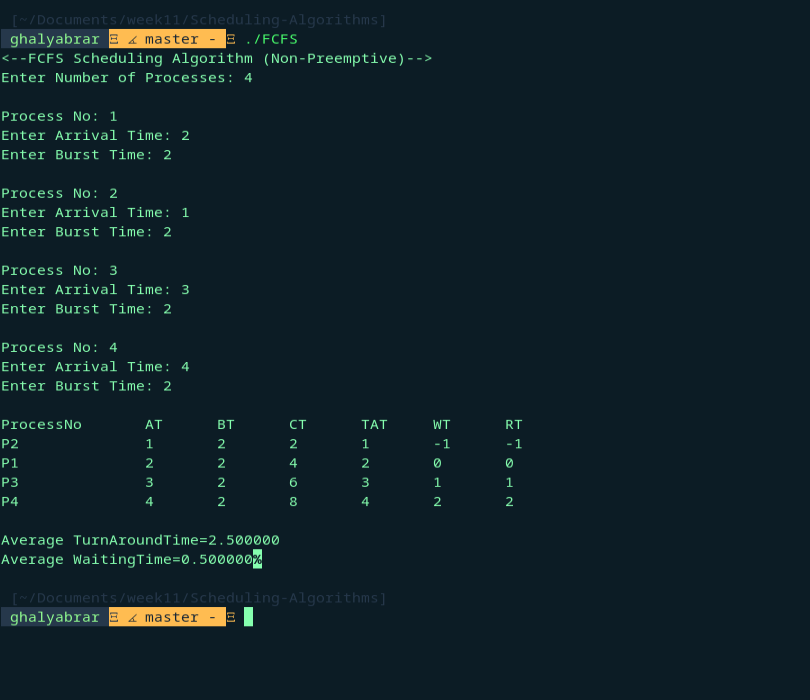 [~/Documents/week11/Scheduling-Algorithms]
ghalyabrar Ξ ∡ master - Ξ ./FCFS
<--FCFS Scheduling Algorithm (Non-Preemptive)-->
Enter Number of Processes: 4
Process No: 1
Enter Arrival Time: 2
Enter Burst Time: 2
Process No: 2
Enter Arrival Time: 1
Enter Burst Time: 2
Process No: 3
Enter Arrival Time: 3
Enter Burst Time: 2
Process No: 4
Enter Arrival Time: 4
Enter Burst Time: 2
ProcessNo AT BT CT TAT WT RT
P2 1 2 2 1 -1 -1
P1 2 2 4 2 0 0
P3 3 2 6 3 1 1
P4 4 2 8 4 2 2
Average TurnAroundTime=2.500000
Average WaitingTime=0.500000%
[~/Documents/week11/Scheduling-Algorithms]
ghalyabrar Ξ ∡ master - Ξ